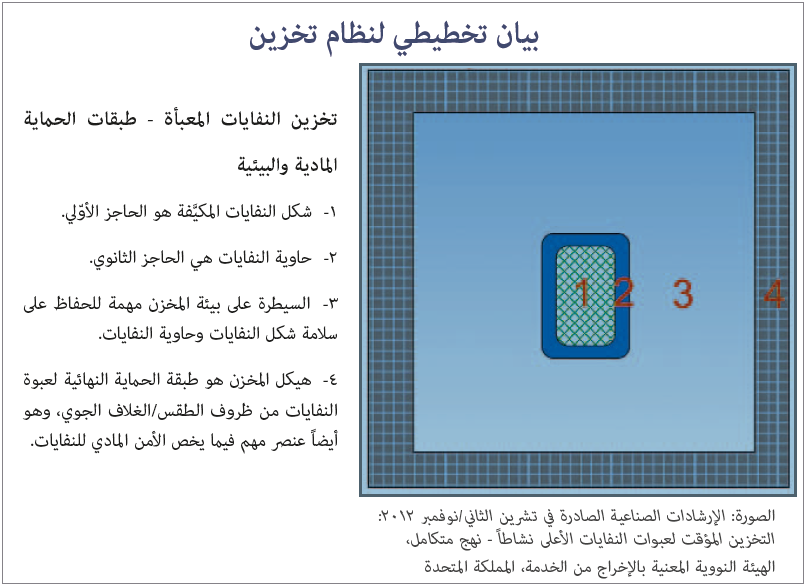 بيان تخطيطي لنظام تخزين
تخزين النفايات المعبأة - طبقات الحماية
المادية والبيئية
١- شكل النفايات المكيَّفة هو الحاجز الأوّلي.
٢- حاوية النفايات هي الحاجز الثانوي.
٣- السيطرة على بيئة المخزن مهمة للحفاظ على
سلامة شكل النفايات وحاوية النفايات.
٤- هيكل المخزن هو طبقة الحماية النهائية لعبوة
النفايات من ظروف الطقس/الغلاف الجوي، وهو
أيضاً عنصر مهم فيما يخص الأمن المادي للنفايات.
1 2 3 4
الصورة: الإرشادات الصناعية الصادرة في تشرين الثاني/نوفمبر ٢٠١٢:
التخزين المؤقت لعبوات النفايات الأعلى نشاطاً - نهج متكامل،
الهيئة النووية المعنية بالإخراج من الخدمة، المملكة المتحدة